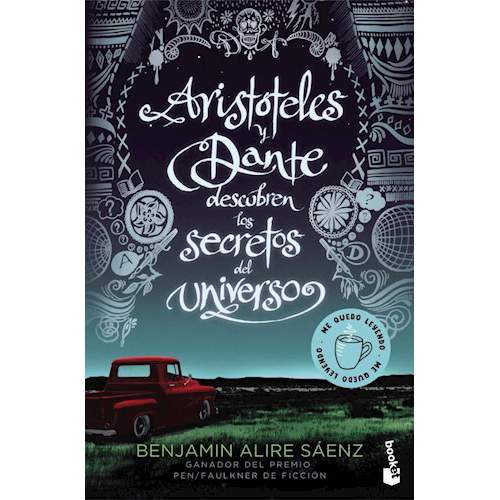 Aristoteles
y
Dante
descubren
los
secretos
del
universo
· ME QUEDO LEYENDO ·
ME QUEDO LEYENDO
A
D
BENJAMIN ALIRE SÁENZ
GANADOR DEL PREMIO
PEN/FAULKNER DE FICCIÓN
booket